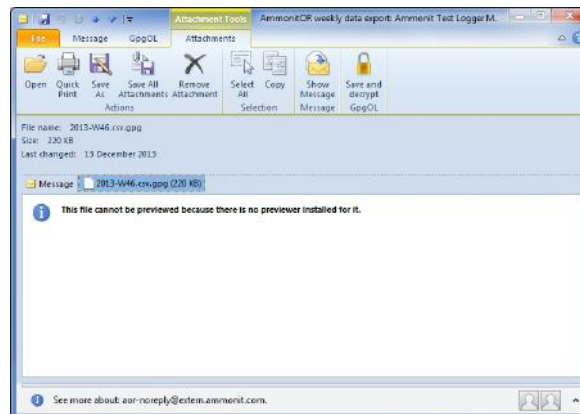 Attachment Tools AmmonitOR weekly data export: Ammonit Test Logger M.
File Message GpgOL Attachments
Open Quick Print Save As Save All Attachments Remove Attachment Select All Copy Show Message Save and decrypt
Actions Selection Message GpgOL
File name: 2013-W46.csv.gpg
Size: 220 KB
Last changed: 13 December 2013
Message 2013-W46.csv.gpg (220 KB)
This file cannot be previewed because there is no previewer installed for it.
See more about: aor-noreply@extern.ammonit.com.